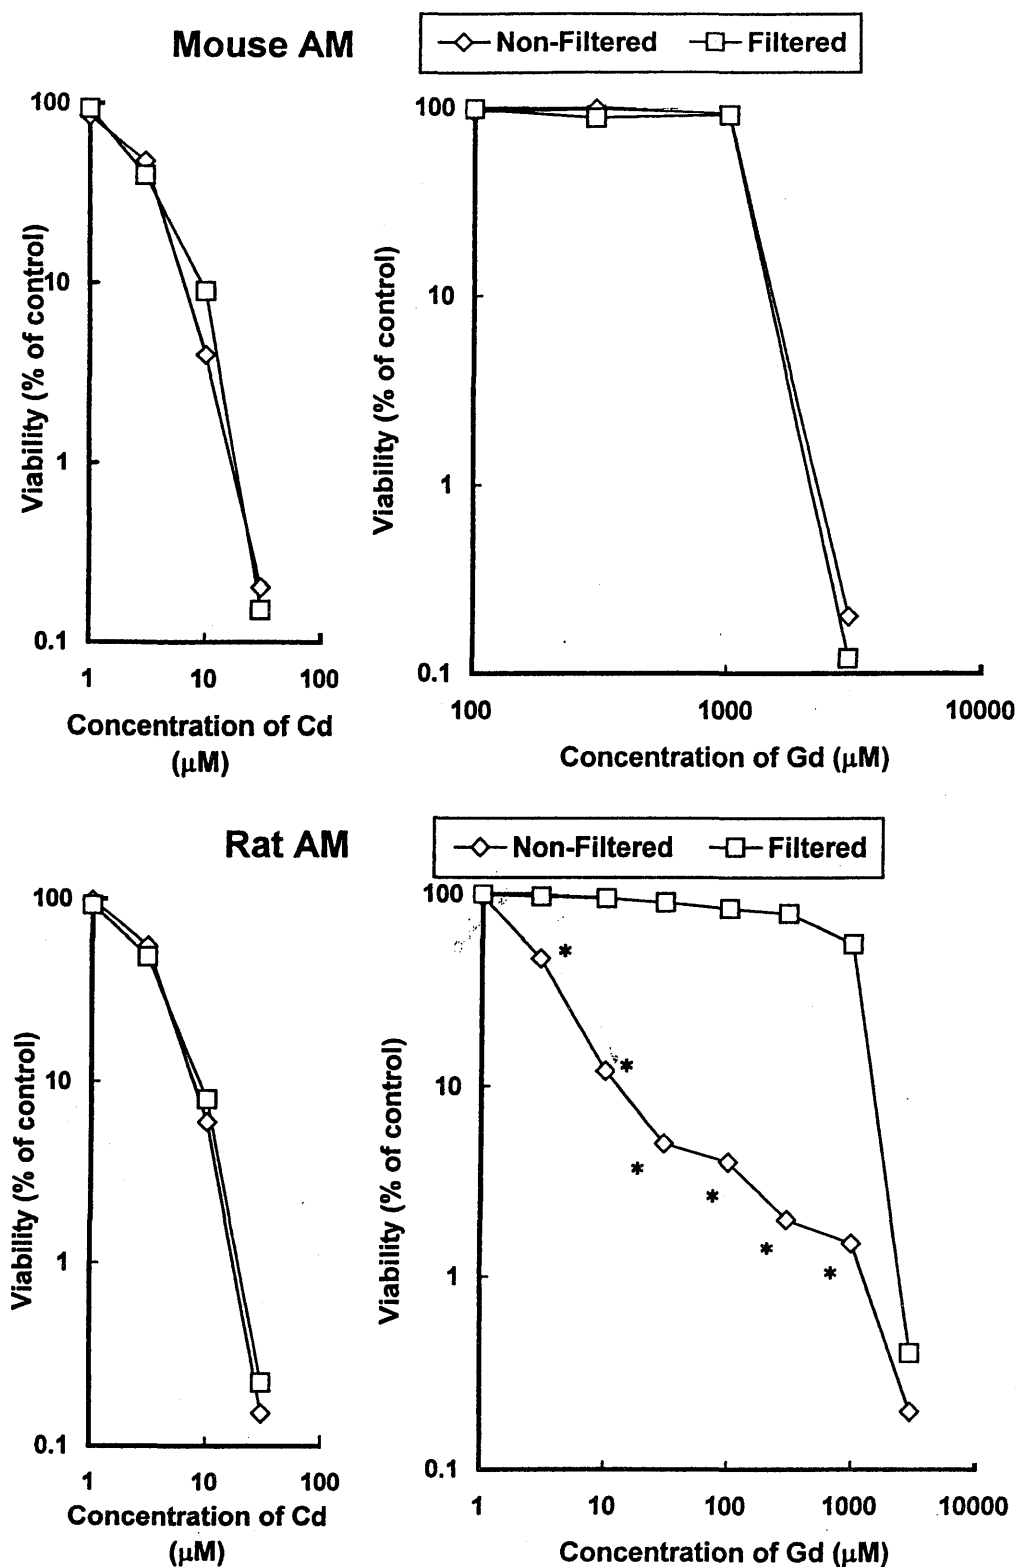 Mouse AM
Non-Filtered Filtered
100
10
1
0.1
Viability (% of control)
1 10 100
Concentration of Cd
(μM)
100
10
1
0.1
Viability (% of control)
100 1000 10000
Concentration of Gd (μM)
Rat AM
Non-Filtered Filtered
100
10
1
0.1
Viability (% of control)
1 10 100
Concentration of Cd
(μM)
100
10
1
0.1
Viability (% of control)
* * * * * *
1 10 100 1000 10000
Concentration of Gd (μM)